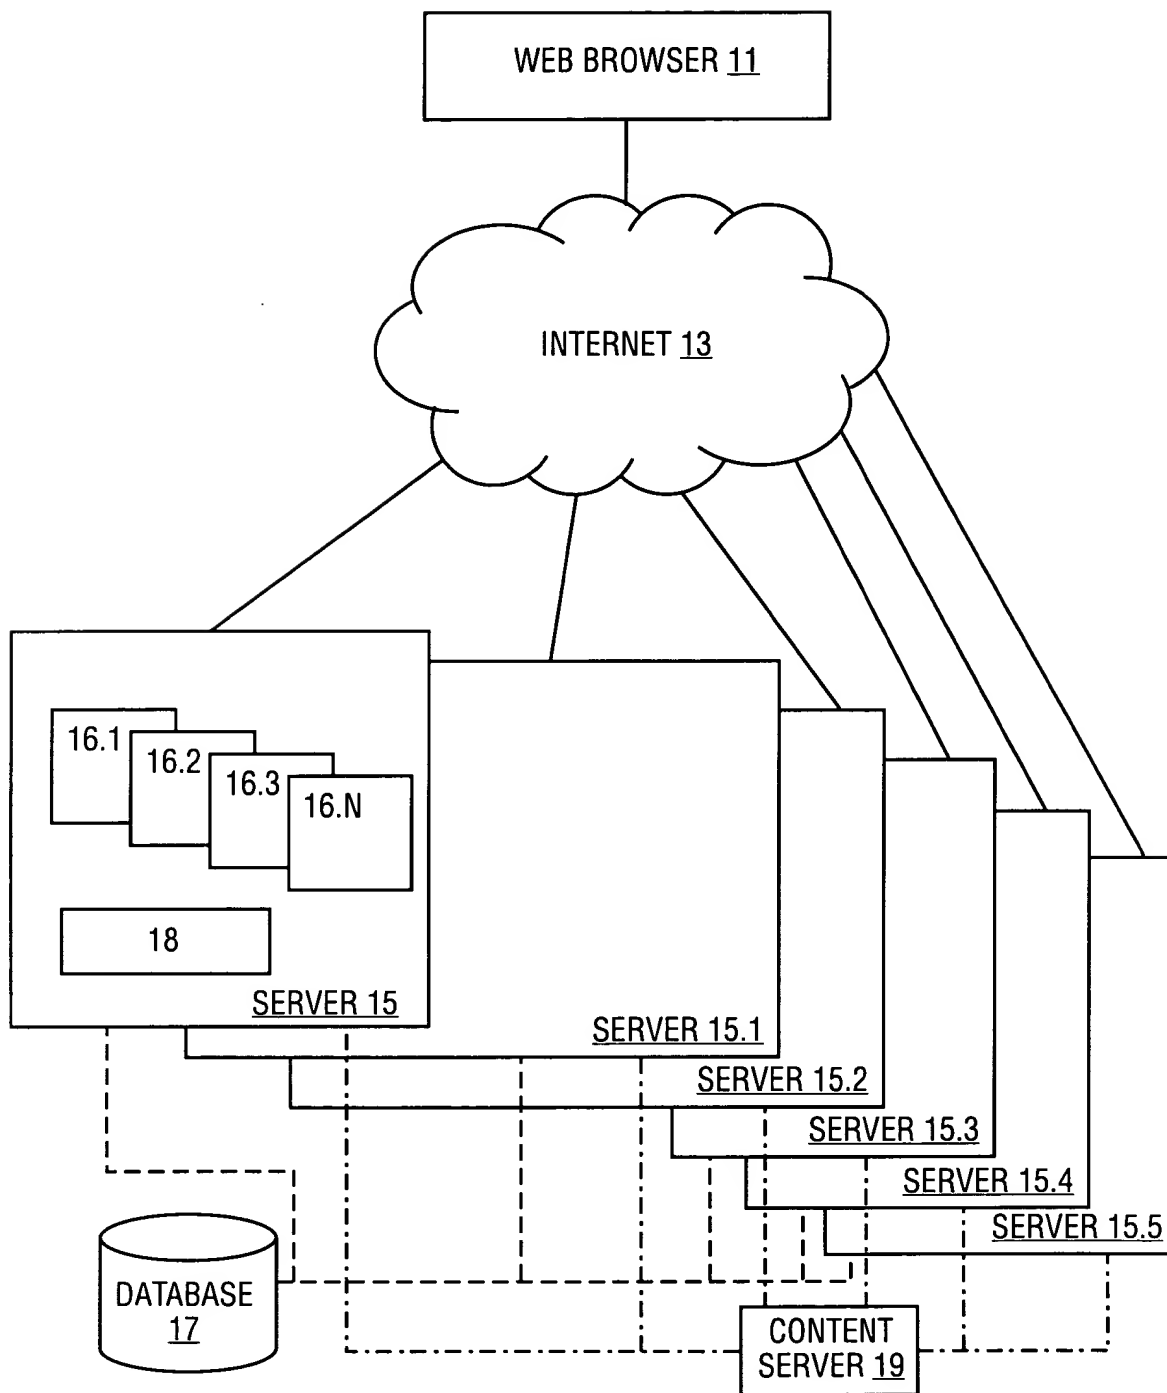 WEB BROWSER 11
INTERNET 13
16.1
16.2
16.3
16.N
18
SERVER 15
SERVER 15.1
SERVER 15.2
SERVER 15.3
SERVER 15.4
SERVER 15.5
DATABASE
17
CONTENT
SERVER 19